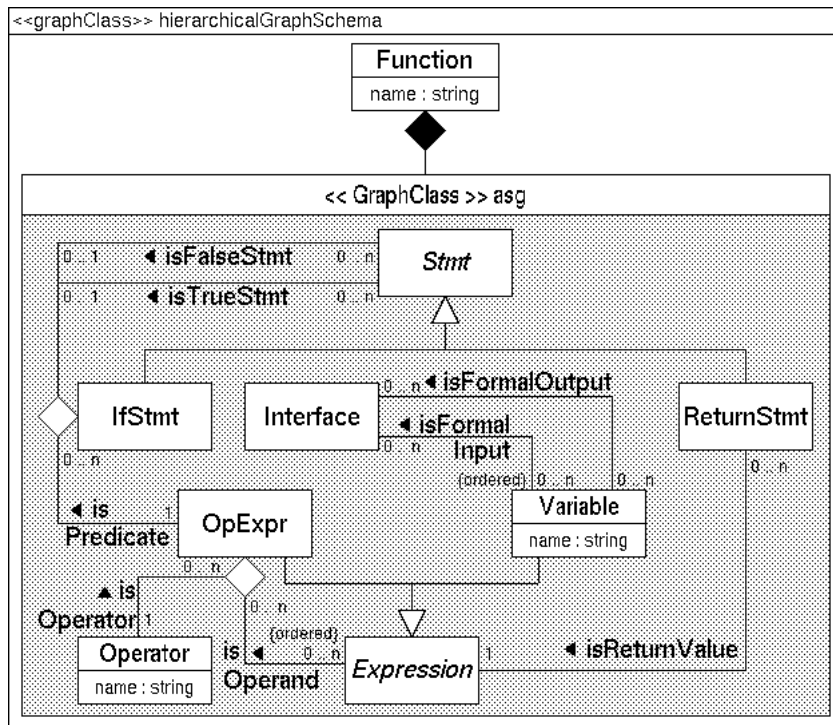 <<graphClass>> hierarchicalGraphSchema
Function
name : string
<< GraphClass >> asg
0 .. 1 ◄ isFalseStmt 0 .. n
Stmt
0 .. 1 ◄ isTrueStmt 0 .. n
0 .. n ◄ isFormalOutput
IfStmt
Interface
◄ isFormal
Input
0 .. n
ReturnStmt
0 .. n
{ordered} 0 .. n 0 .. n
0 .. n
Variable
name : string
◄ is
Predicate
1
OpExpr
0 .. n
▲ is
Operator
1
0 .. n
{ordered}
Operator
name : string
is ◄ 0 .. n
Operand
Expression
1 ◄ isReturnValue